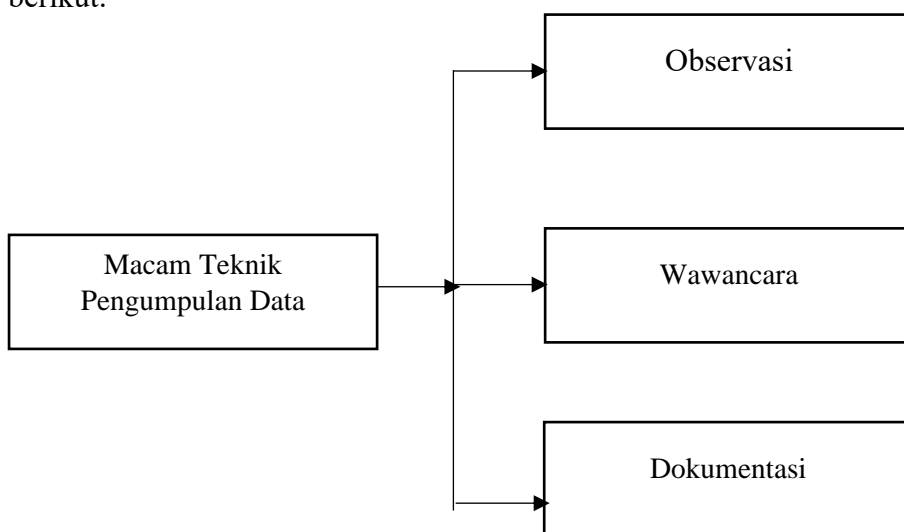 berikut:
Observasi
Macam Teknik
Pengumpulan Data
Wawancara
Dokumentasi